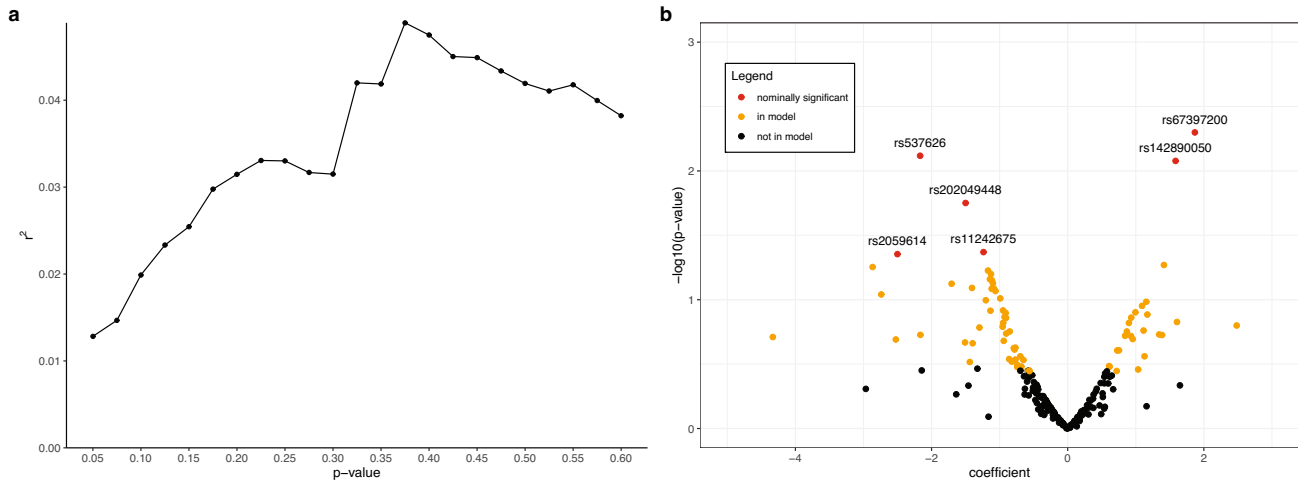 a
r²
0.04
0.03
0.02
0.01
0.00
0.05 0.10 0.15 0.20 0.25 0.30 0.35 0.40 0.45 0.50 0.55 0.60
p−value
b
−log10(p−value)
3
2
1
0
Legend
nominally significant
in model
not in model
rs67397200
rs537626
rs142890050
rs202049448
rs2059614
rs11242675
−4 −2 0 2
coefficient